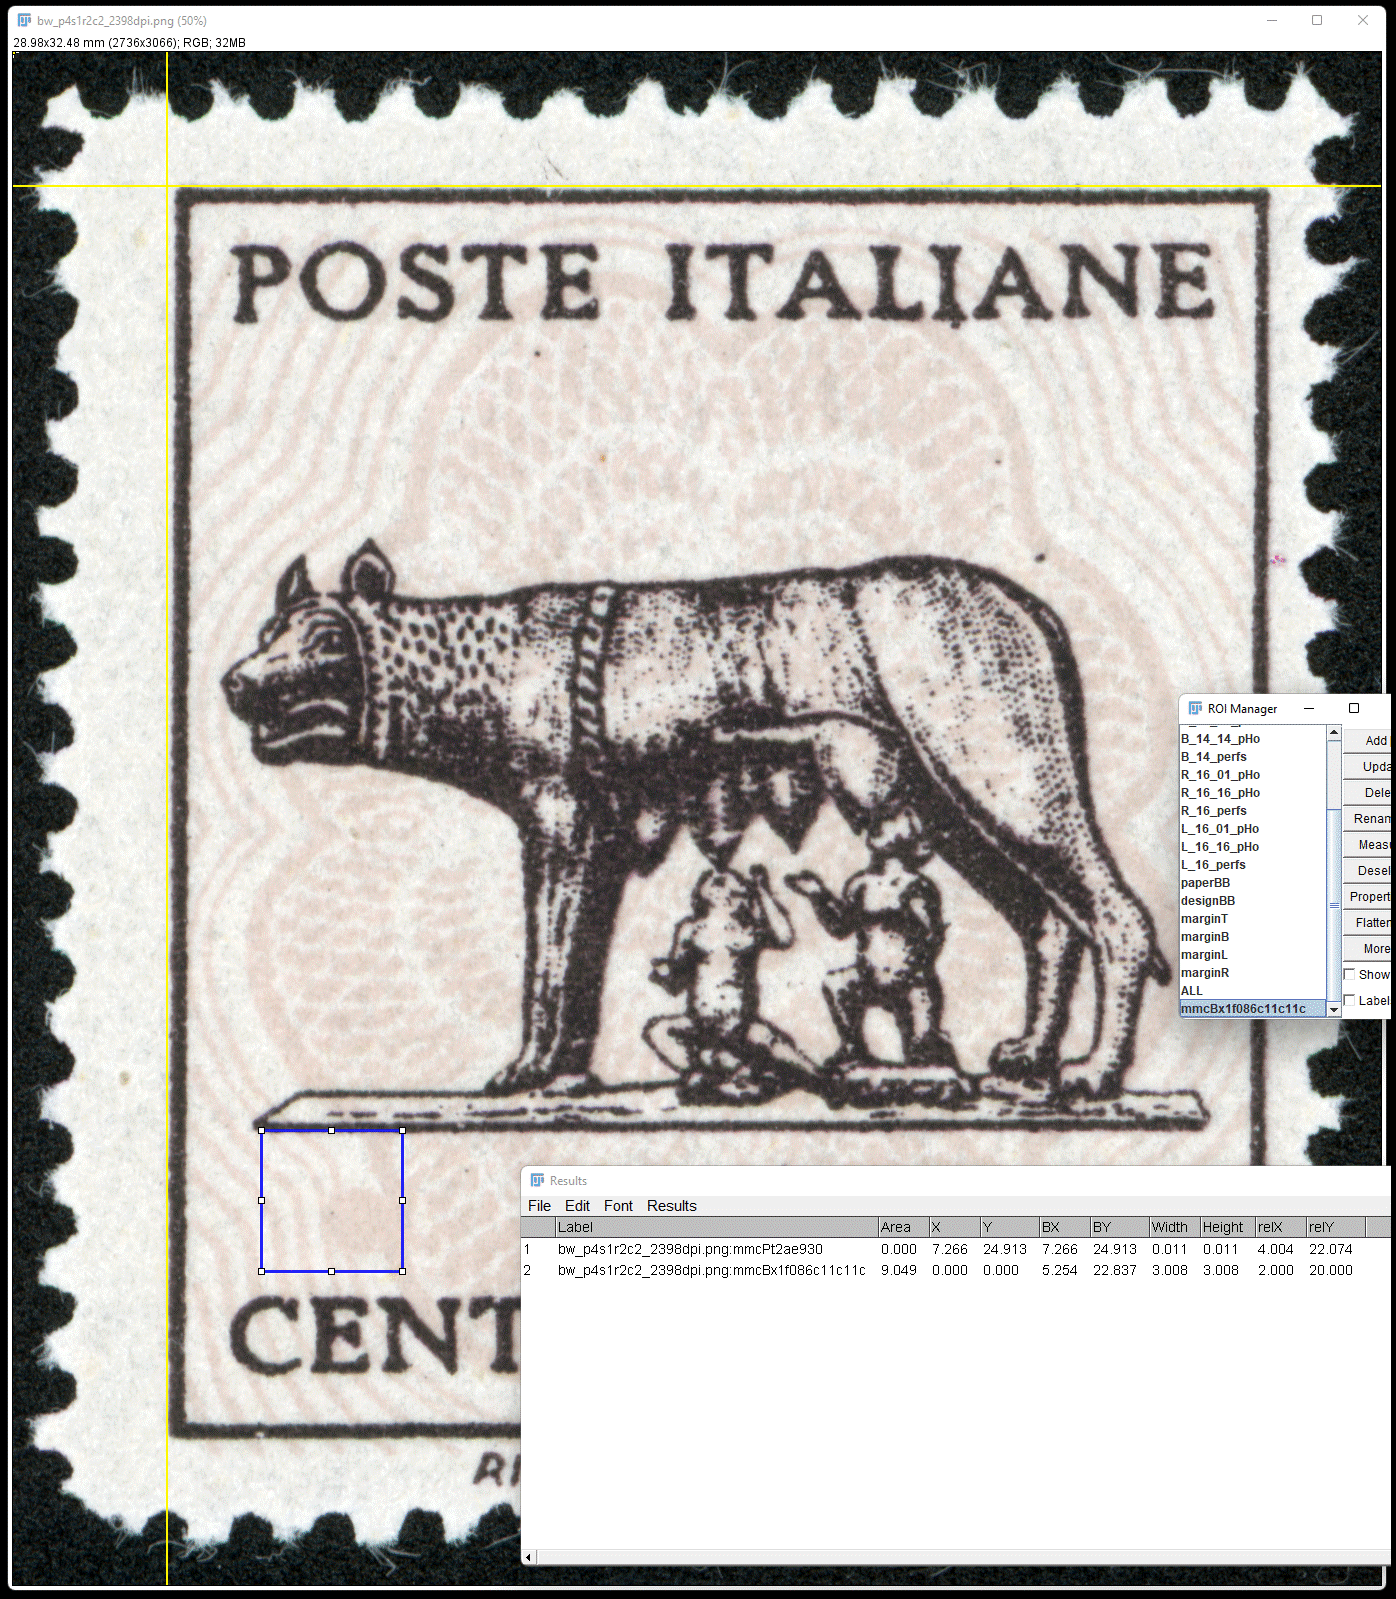 bw_p4s1r2c2_2398dpi.png (50%)
28.98x32.48 mm (2736x3066); RGB; 32MB
POSTE ITALIANE
ROI Manager
B_14_14_pHo
B_14_perfs
R_16_01_pHo
R_16_16_pHo
R_16_perfs
L_16_01_pHo
L_16_16_pHo
L_16_perfs
paperBB
designBB
marginT
marginB
marginL
marginR
ALL
mmcBx1f086c11c11c
Add
Upda
Dele
Renam
Measu
Desel
Propert
Flatter
More
Show
Label
Results
File Edit Font Results
Label Area X Y BX BY Width Height relX relY
1 bw_p4s1r2c2_2398dpi.png:mmcPt2ae930 0.000 7.266 24.913 7.266 24.913 0.011 0.011 4.004 22.074
2 bw_p4s1r2c2_2398dpi.png:mmcBx1f086c11c11c 9.049 0.000 0.000 5.254 22.837 3.008 3.008 2.000 20.000
CENT